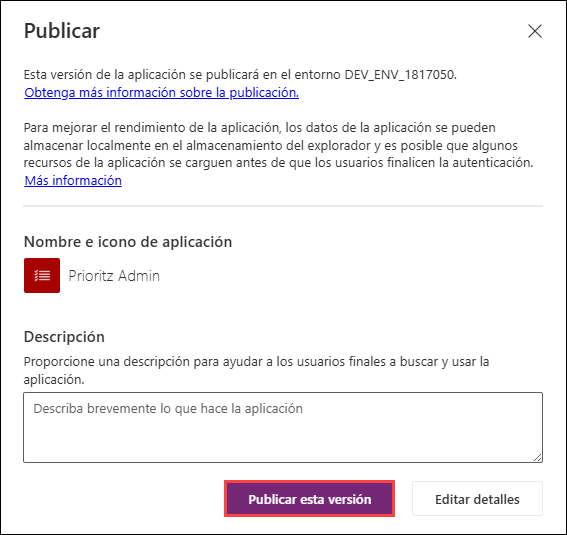 Publicar
Esta versión de la aplicación se publicará en el entorno DEV_ENV_1817050.
Obtenga más información sobre la publicación.
Para mejorar el rendimiento de la aplicación, los datos de la aplicación se pueden
almacenar localmente en el almacenamiento del explorador y es posible que algunos
recursos de la aplicación se carguen antes de que los usuarios finalicen la autenticación.
Más información
Nombre e icono de aplicación
Prioritz Admin
Descripción
Proporcione una descripción para ayudar a los usuarios finales a buscar y usar la
aplicación.
Describa brevemente lo que hace la aplicación
Publicar esta versión
Editar detalles